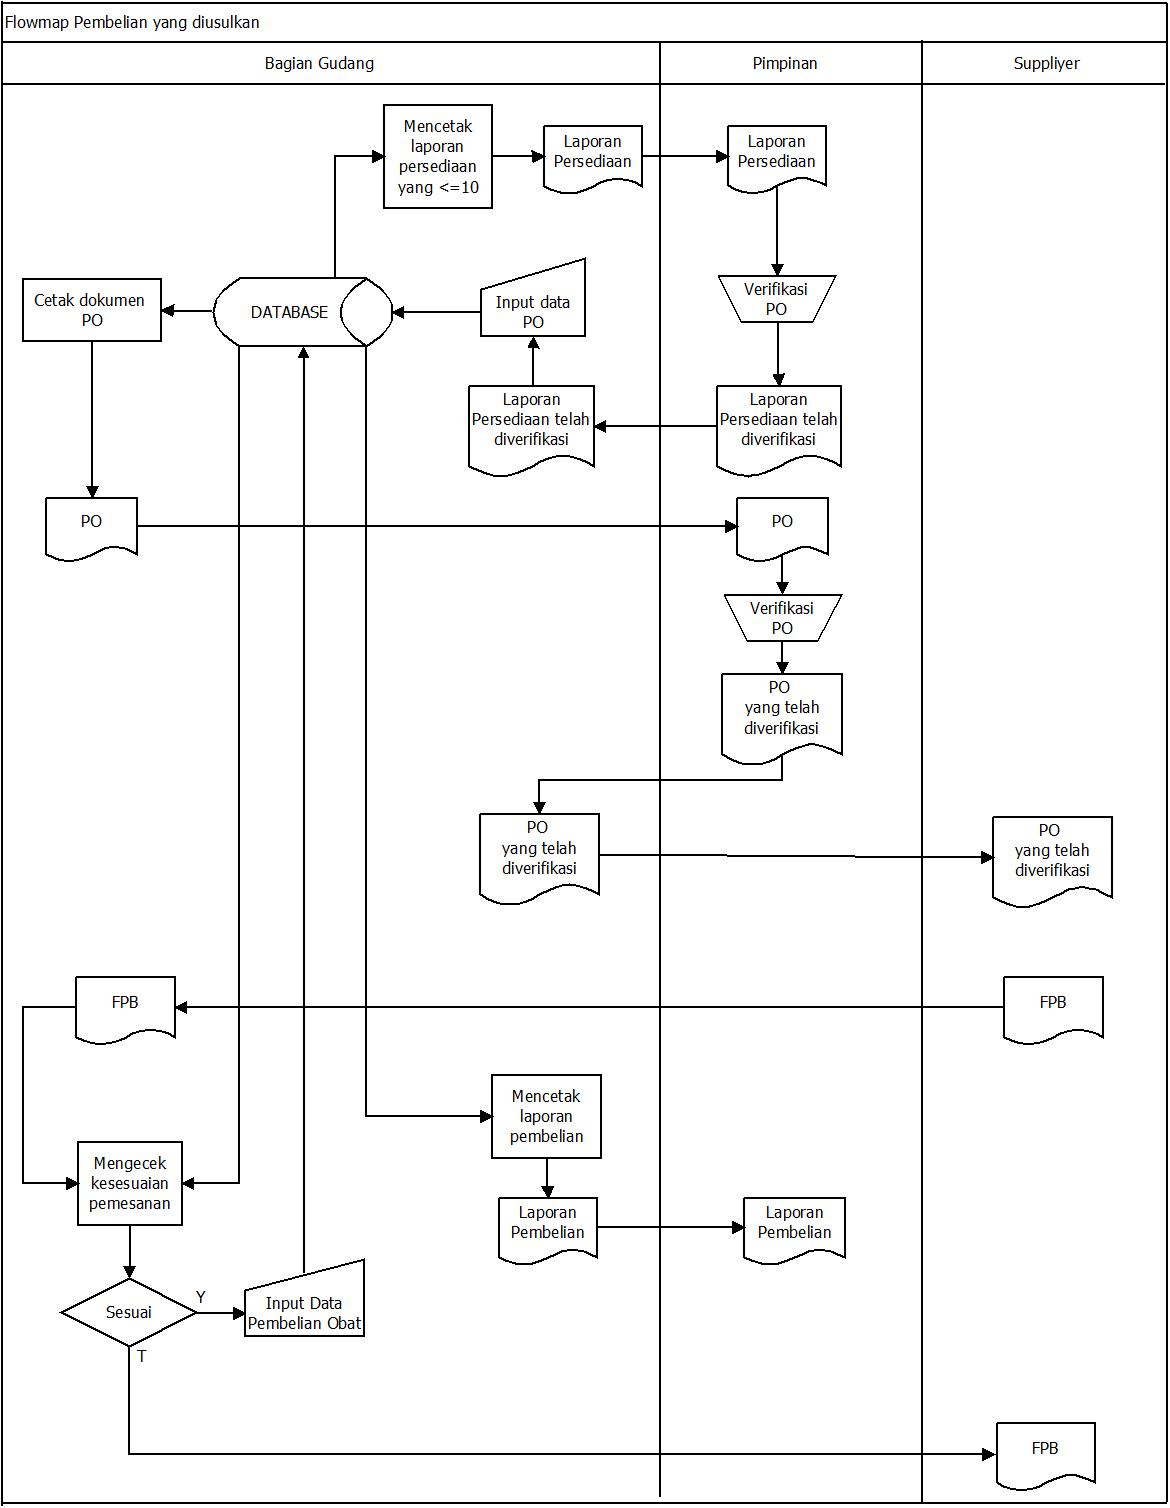 Flowmap Pembelian yang diusulkan
Bagian Gudang
Pimpinan
Suppliyer
Mencetak
laporan
persediaan
yang <=10
Laporan
Persediaan
Laporan
Persediaan
Cetak dokumen
PO
DATABASE
Input data
PO
Verifikasi
PO
Laporan
Persediaan telah
diverifikasi
Laporan
Persediaan telah
diverifikasi
PO
PO
Verifikasi
PO
PO
yang telah
diverifikasi
PO
yang telah
diverifikasi
PO
yang telah
diverifikasi
FPB
FPB
Mencetak
laporan
pembelian
Mengecek
kesesuaian
pemesanan
Laporan
Pembelian
Laporan
Pembelian
Sesuai
Y
Input Data
Pembelian Obat
T
FPB